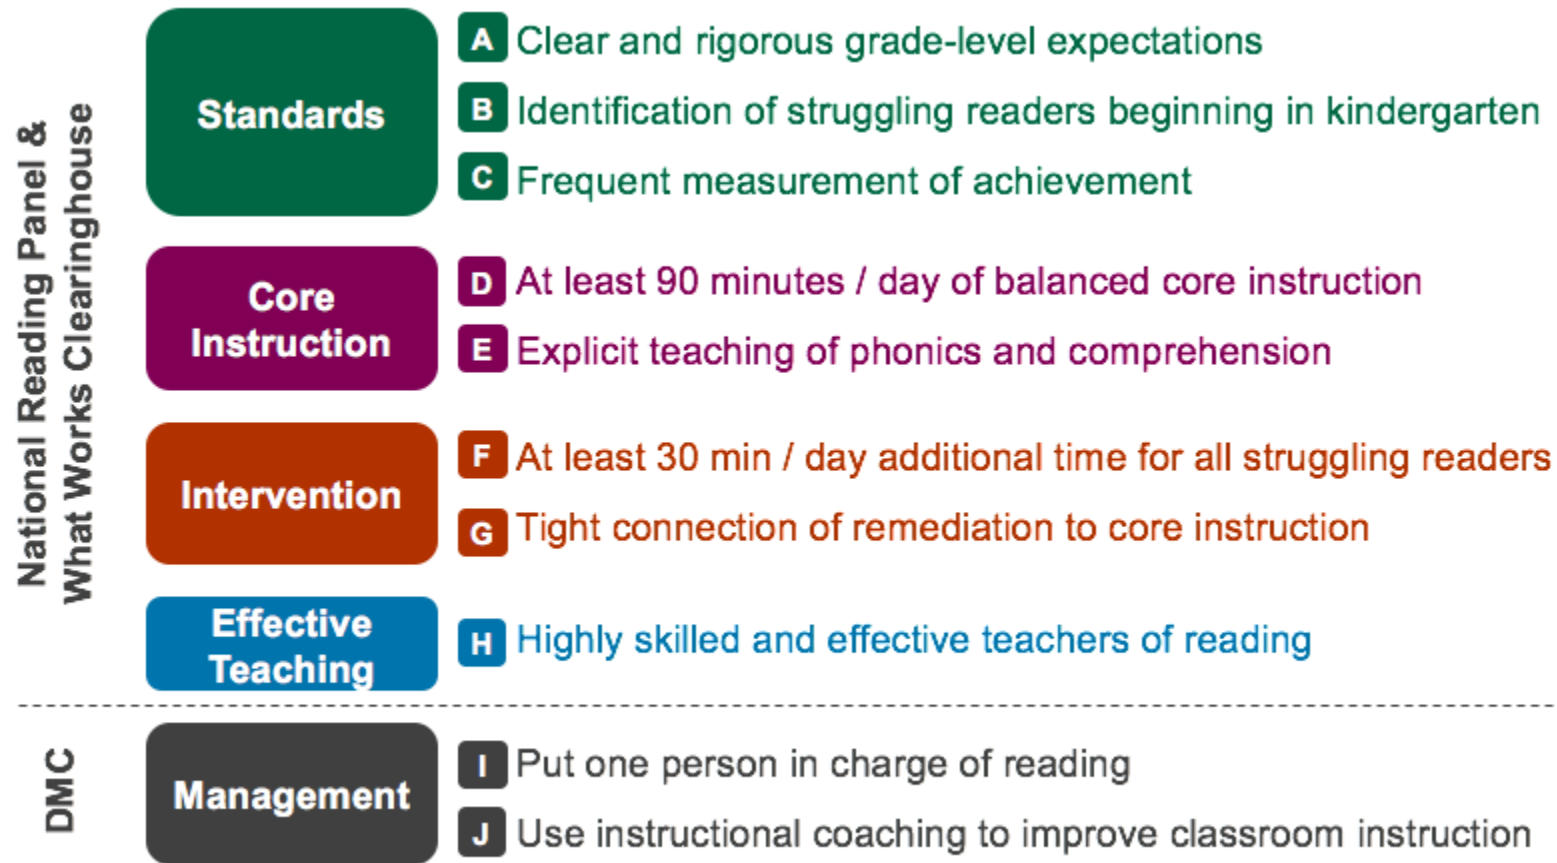 National Reading Panel &
What Works Clearinghouse
Standards
A Clear and rigorous grade-level expectations
B Identification of struggling readers beginning in kindergarten
C Frequent measurement of achievement
Core
Instruction
D At least 90 minutes / day of balanced core instruction
E Explicit teaching of phonics and comprehension
Intervention
F At least 30 min / day additional time for all struggling readers
G Tight connection of remediation to core instruction
Effective
Teaching
H Highly skilled and effective teachers of reading
DMC
Management
I Put one person in charge of reading
J Use instructional coaching to improve classroom instruction